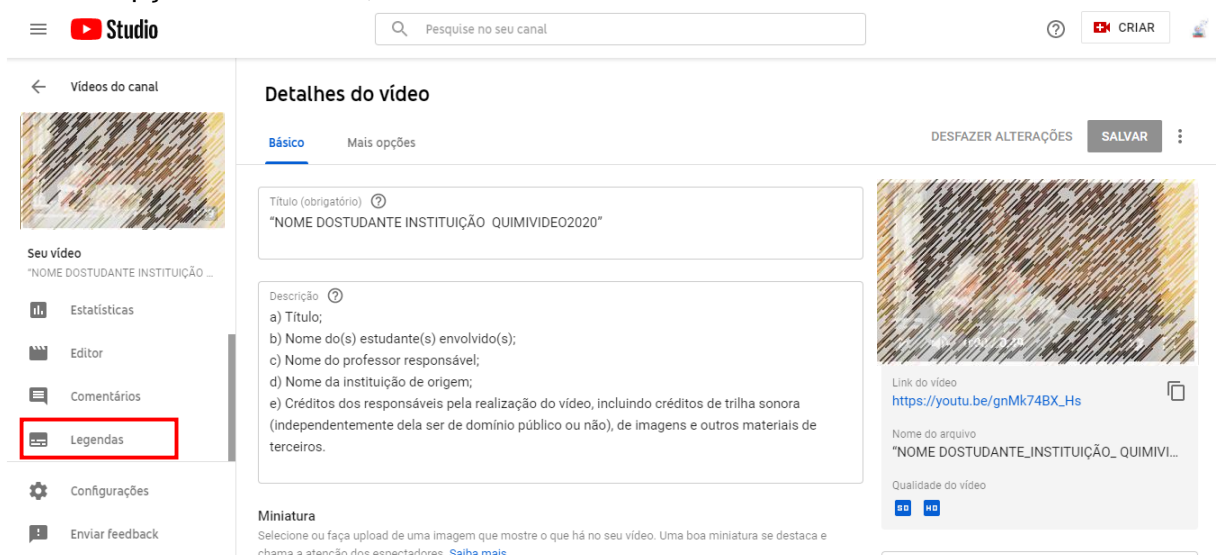 Studio
Pesquise no seu canal
CRIAR
Vídeos do canal
Seu vídeo
“NOME DOSTUDANTE INSTITUIÇÃO ...
Estatísticas
Editor
Comentários
Legendas
Configurações
Enviar feedback
Detalhes do vídeo
Básico
Mais opções
DESFAZER ALTERAÇÕES
SALVAR
Título (obrigatório)
“NOME DOSTUDANTE INSTITUIÇÃO QUIMIVIDEO2020”
Descrição
a) Título;
b) Nome do(s) estudante(s) envolvido(s);
c) Nome do professor responsável;
d) Nome da instituição de origem;
e) Créditos dos responsáveis pela realização do vídeo, incluindo créditos de trilha sonora
(independentemente dela ser de domínio público ou não), de imagens e outros materiais de
terceiros.
Miniatura
Selecione ou faça upload de uma imagem que mostre o que há no seu vídeo. Uma boa miniatura se destaca e
chama a atenção dos espectadores. Saiba mais
Link do vídeo
https://youtu.be/gnMk74BX_Hs
Nome do arquivo
“NOME DOSTUDANTE_INSTITUIÇÃO_ QUIMIVI...
Qualidade do vídeo
SD HD